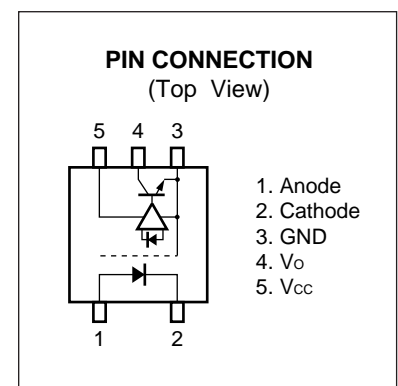 PIN CONNECTION
(Top View)
5 4 3
1. Anode
2. Cathode
3. GND
4. Vo
5. Vcc
1 2